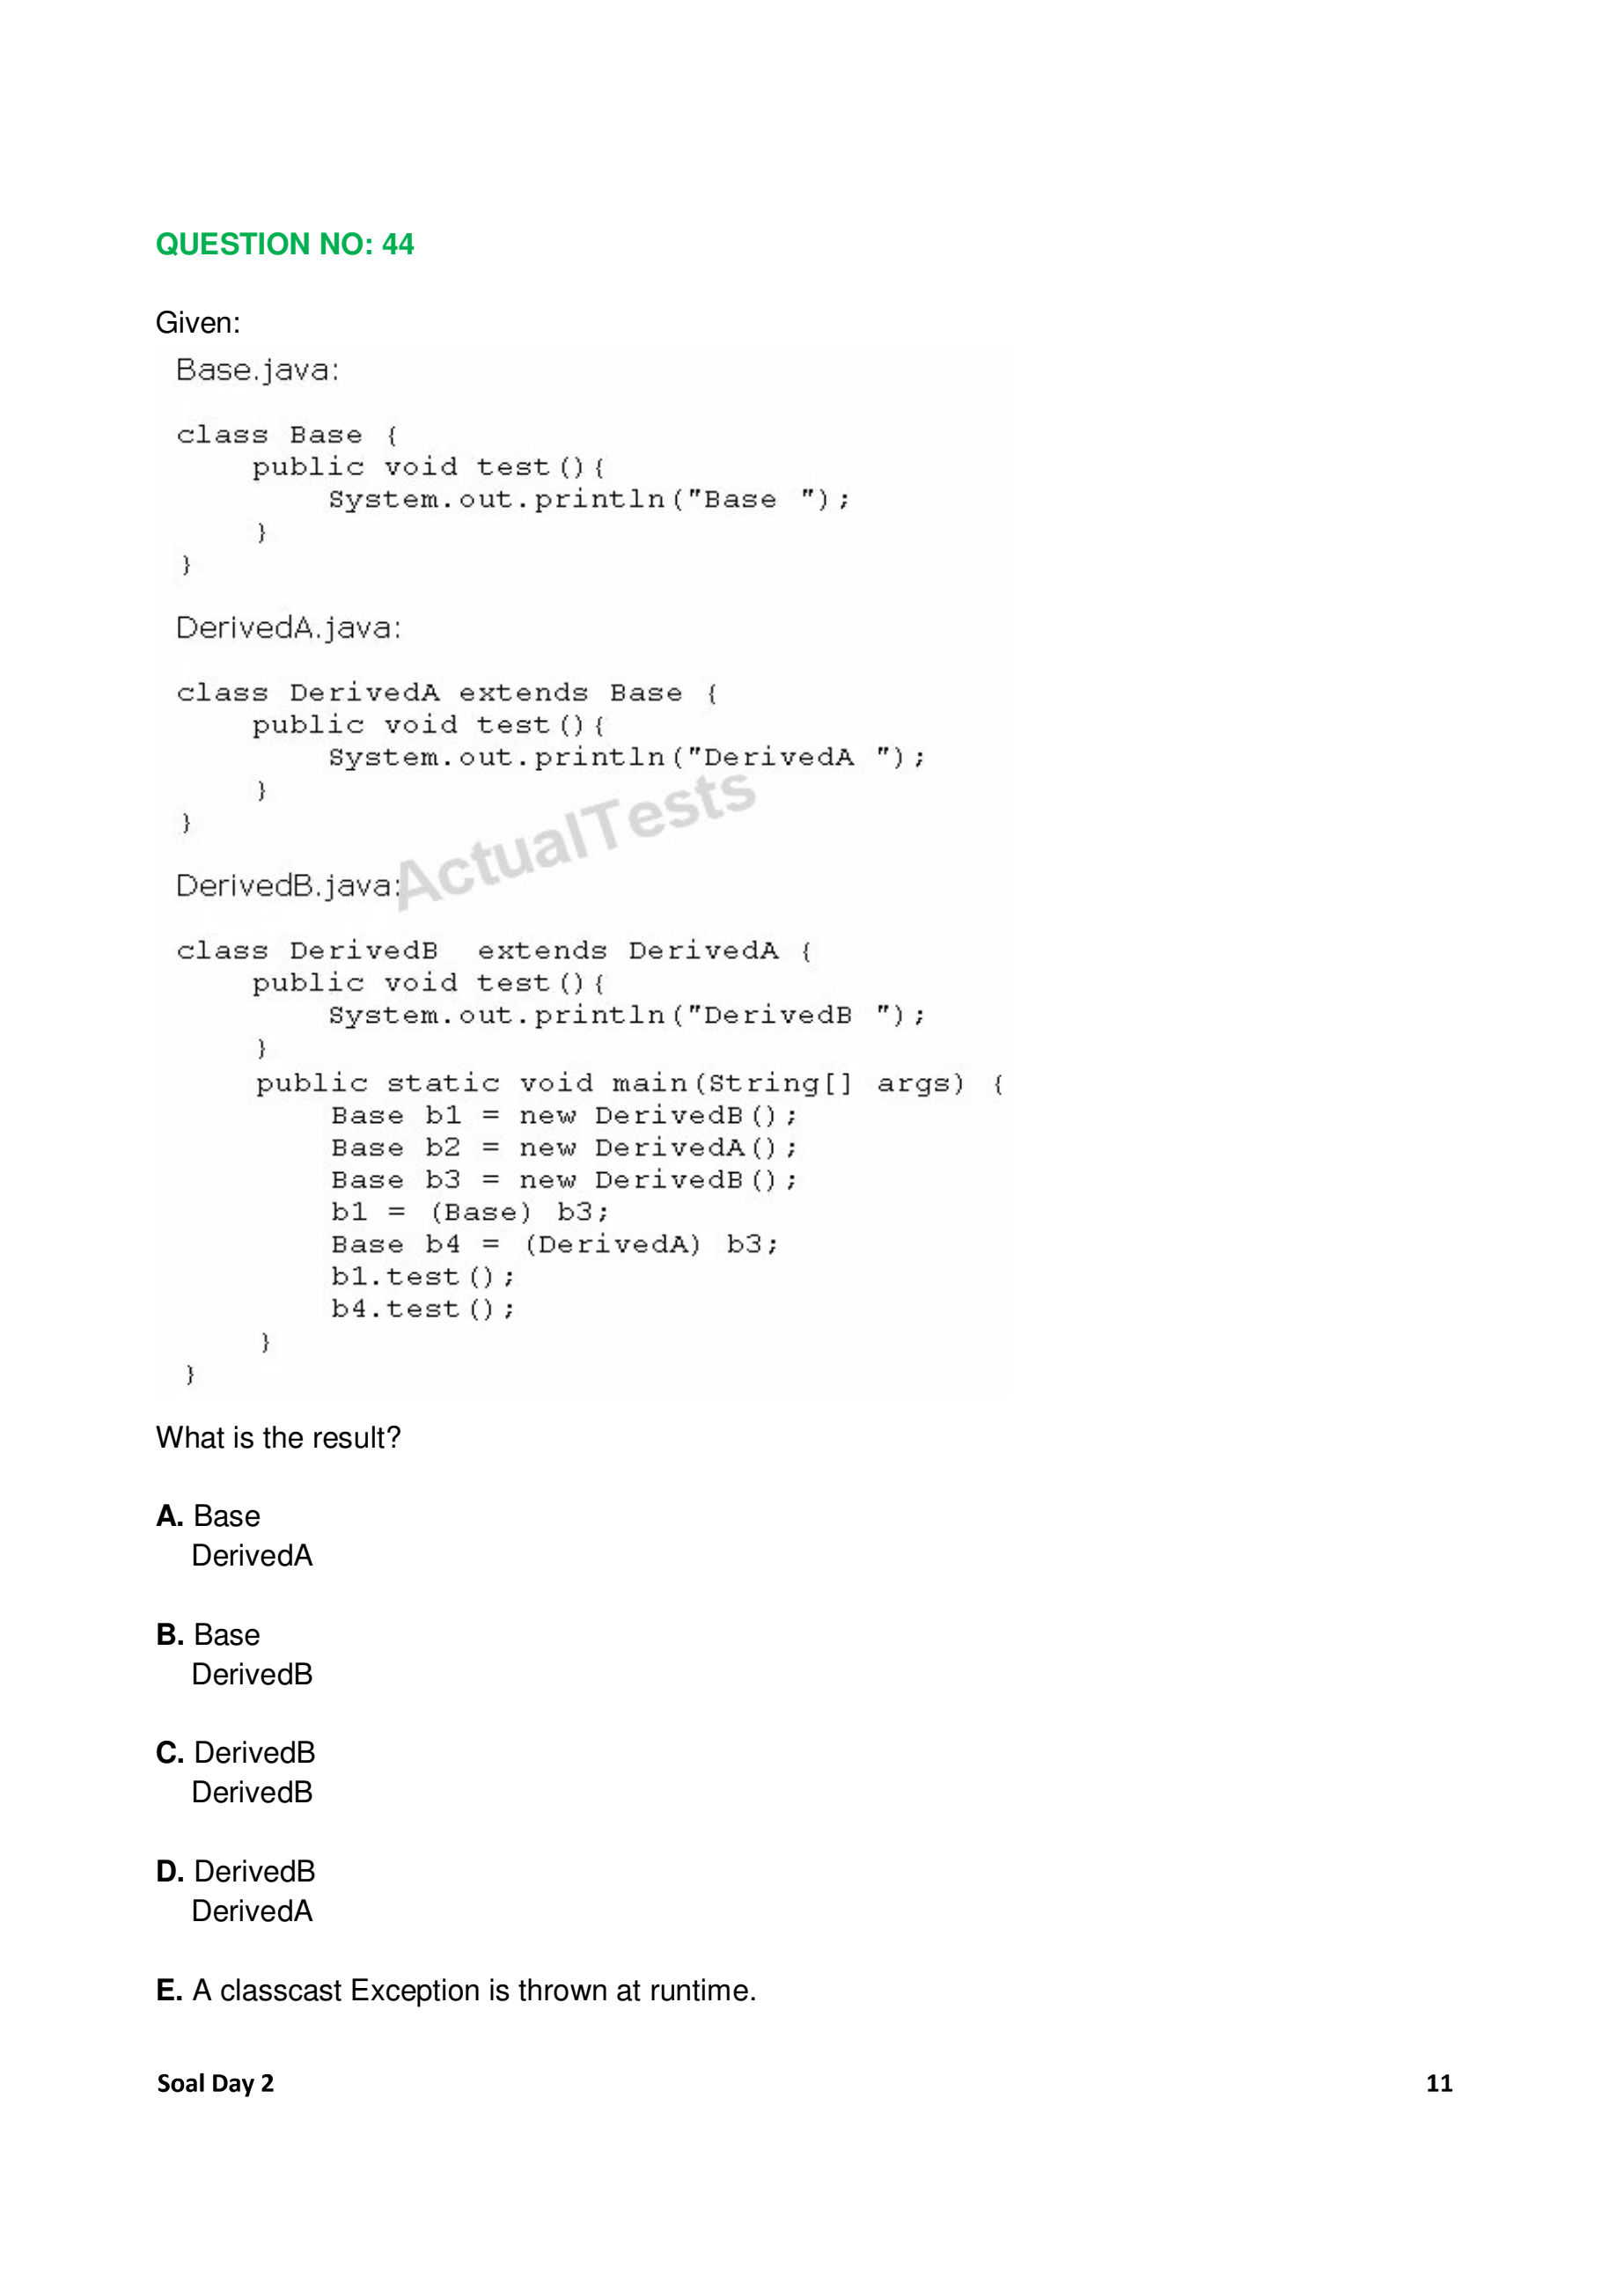 QUESTION NO: 44
Given:
Base.java:
class Base {
public void test(){
System.out.println("Base ");
}
}
DerivedA.java:
class DerivedA extends Base {
public void test(){
System.out.println("DerivedA ");
}
}
ActualTests
DerivedB.java:
class DerivedB  extends DerivedA {
public void test(){
System.out.println("DerivedB ");
}
public static void main(String[] args) {
Base b1 = new DerivedB();
Base b2 = new DerivedA();
Base b3 = new DerivedB();
b1 = (Base) b3;
Base b4 = (DerivedA) b3;
b1.test();
b4.test();
}
}
What is the result?
A. Base
DerivedA
B. Base
DerivedB
C. DerivedB
DerivedB
D. DerivedB
DerivedA
E. A classcast Exception is thrown at runtime.
Soal Day 2 11